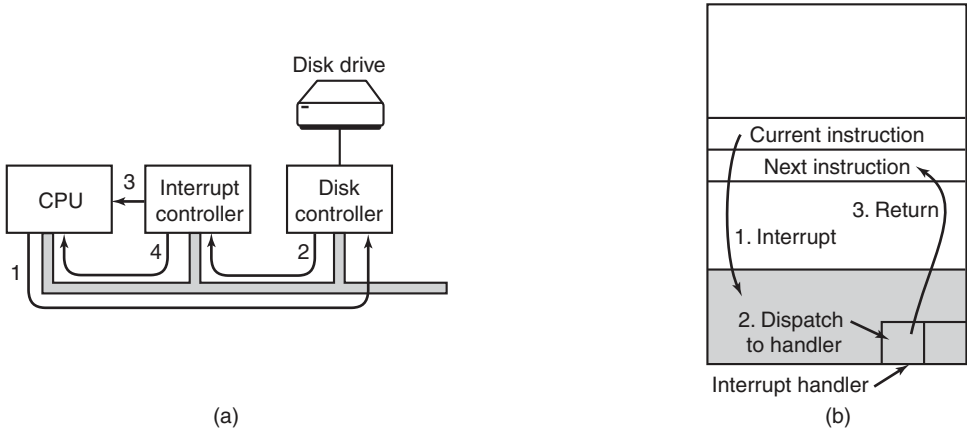 Disk drive
CPU
3
Interrupt
controller
Disk
controller
1
4
2
(a)
Current instruction
Next instruction
3. Return
1. Interrupt
2. Dispatch
to handler
Interrupt handler
(b)